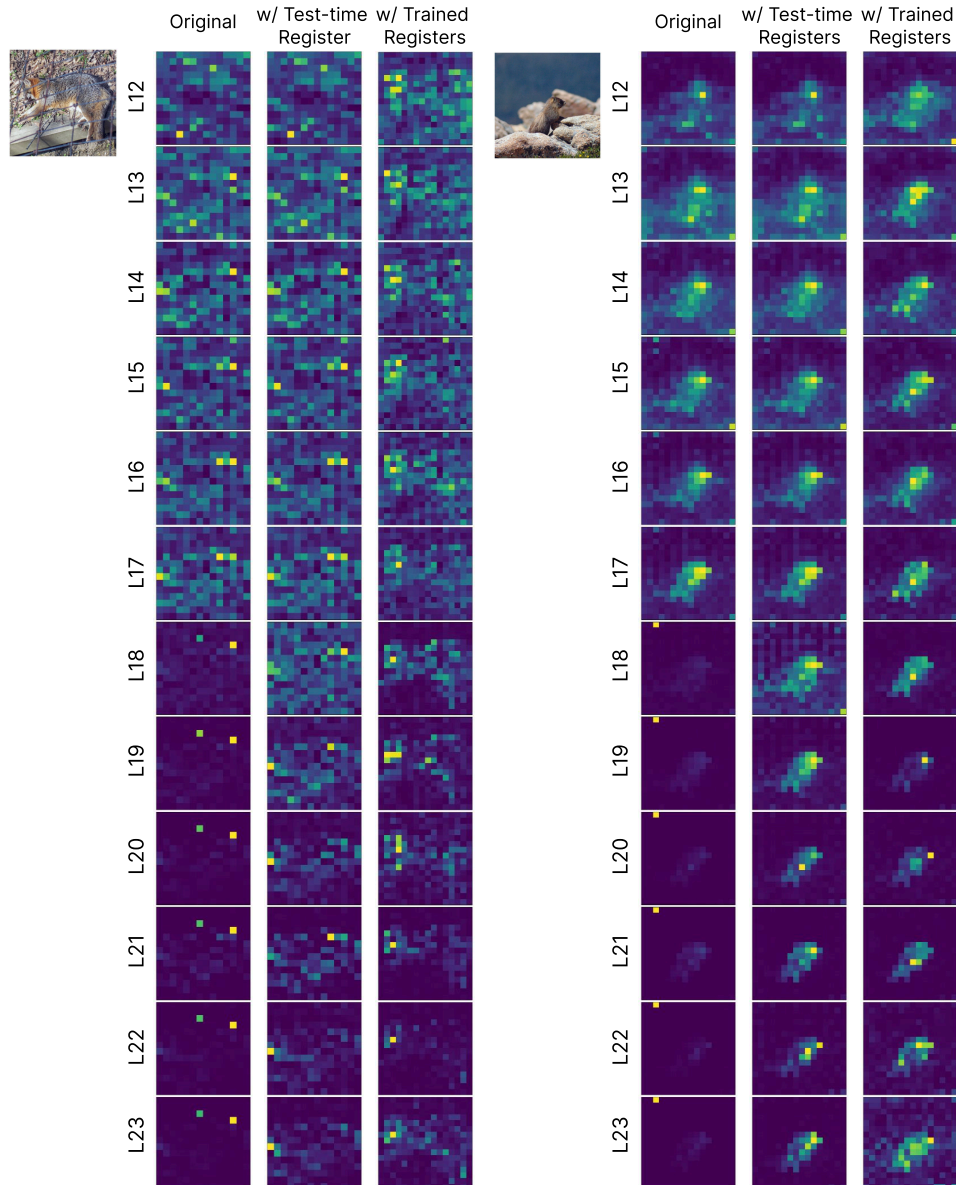 Original
w/ Test-time
Register
w/ Trained
Registers
Original
w/ Test-time
Registers
w/ Trained
Registers
L12
L12
L13
L13
L14
L14
L15
L15
L16
L16
L17
L17
L18
L18
L19
L19
L20
L20
L21
L21
L22
L22
L23
L23